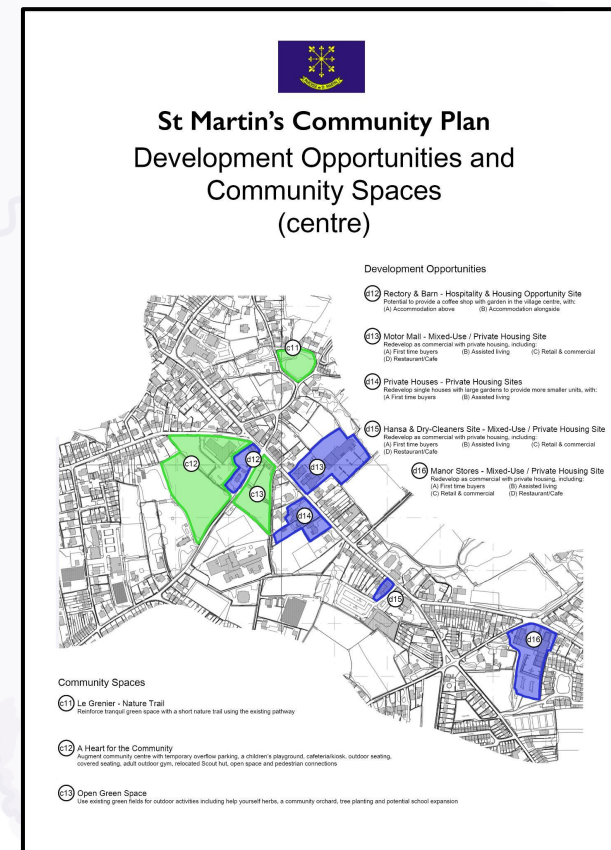 St Martin's Community Plan
Development Opportunities and
Community Spaces
(centre)
Development Opportunities
d12 Rectory & Barn - Hospitality & Housing Opportunity Site
Potential to provide a coffee shop with garden in the village centre, with:
(A) Accommodation above (B) Accommodation alongside
d13 Motor Mall - Mixed-Use / Private Housing Site
Redevelop as commercial with private housing, including:
(A) First time buyers (B) Assisted living (C) Retail & commercial
(D) Restaurant/Cafe
d14 Private Houses - Private Housing Sites
Redevelop single houses with large gardens to provide more smaller units, with:
(A First time buyers (B) Assisted living
d15 Hansa & Dry-Cleaners Site - Mixed-Use / Private Housing Site
Redevelop as commercial with private housing, including:
(A) First time buyers (B) Assisted living (C) Retail & commercial
(D) Restaurant/Cafe
d16 Manor Stores - Mixed-Use / Private Housing Site
Redevelop as commercial with private housing, including:
(A) First time buyers (B) Assisted living
(C) Retail & commercial (D) Restaurant/Cafe
c11
c12
d12
c13
d13
d14
d15
d16
Community Spaces
c11 Le Grenier - Nature Trail
Reinforce tranquil green space with a short nature trail using the existing pathway
c12 A Heart for the Community
Augment community centre with temporary overflow parking, a children's playground, cafeteria/kiosk, outdoor seating,
covered seating, adult outdoor gym, relocated Scout hut, open space and pedestrian connections
c13 Open Green Space
Use existing green fields for outdoor activities including help yourself herbs, a community orchard, tree planting and potential school expansion